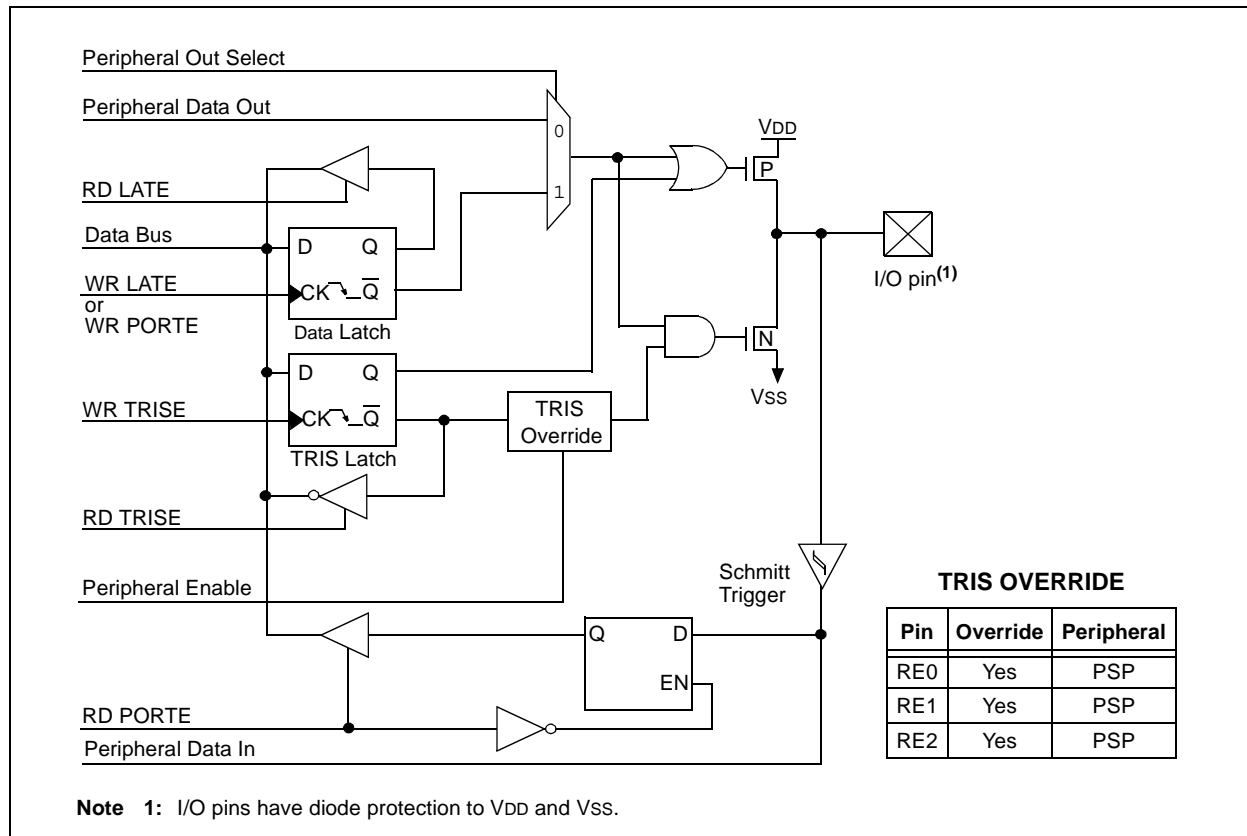 Peripheral Out Select
Peripheral Data Out
0
1
VDD
P
RD LATE
Data Bus
D Q
WR LATE
or
WR PORTE
CK Q
Data Latch
I/O pin(1)
N
VSS
D Q
WR TRISE
CK Q
TRIS Latch
TRIS
Override
RD TRISE
Peripheral Enable
Schmitt
Trigger
Q D
EN
RD PORTE
Peripheral Data In
TRIS OVERRIDE
Pin Override Peripheral
RE0 Yes PSP
RE1 Yes PSP
RE2 Yes PSP
Note 1: I/O pins have diode protection to VDD and VSS.